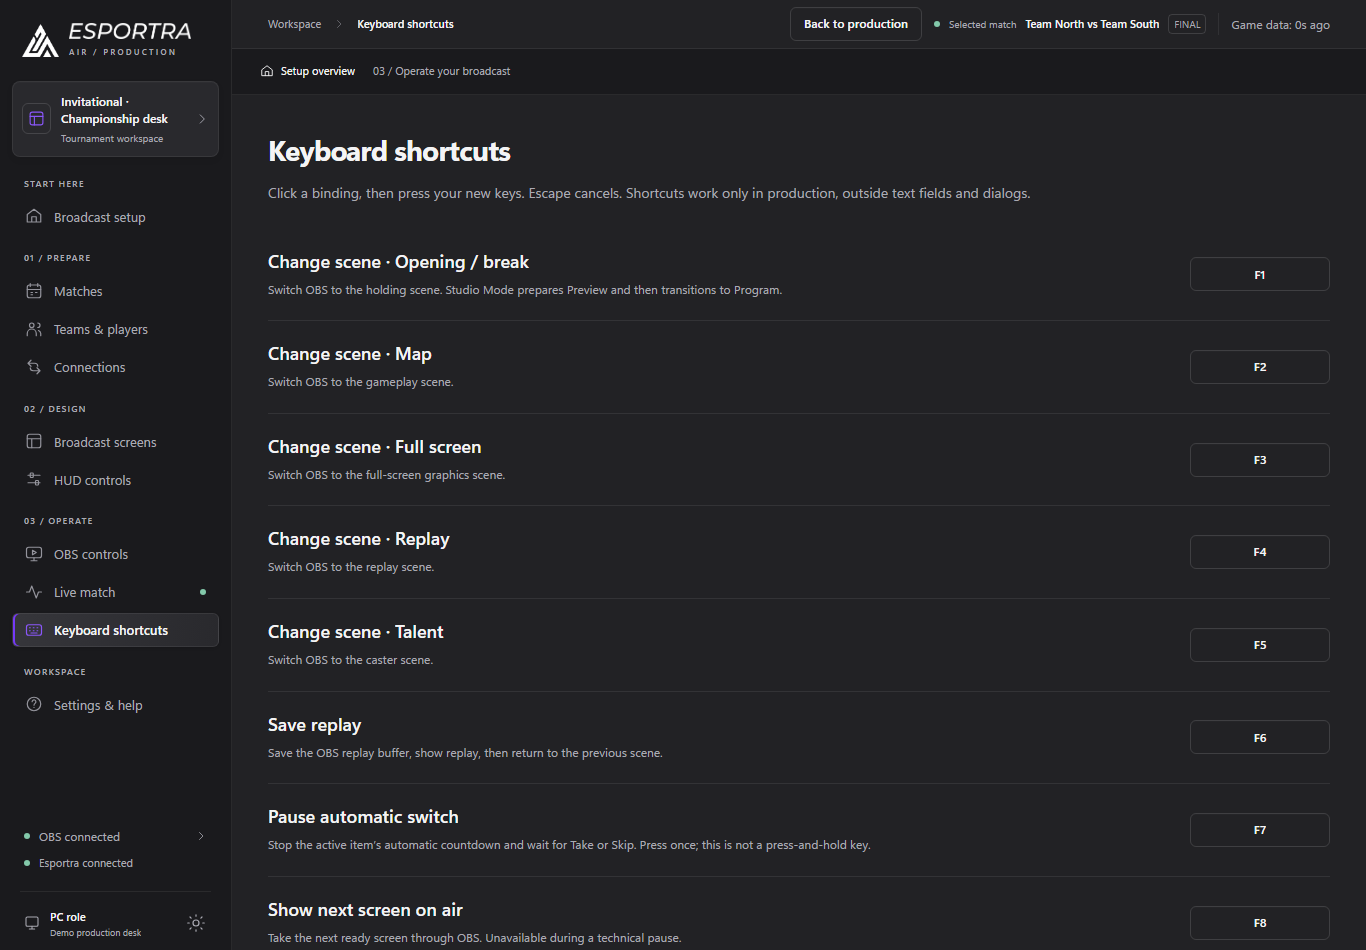 ESPORTRA
AIR / PRODUCTION
Invitational ·
Championship desk
Tournament workspace
START HERE
Broadcast setup
01 / PREPARE
Matches
Teams & players
Connections
02 / DESIGN
Broadcast screens
HUD controls
03 / OPERATE
OBS controls
Live match
Keyboard shortcuts
WORKSPACE
Settings & help
OBS connected
Esportra connected
PC role
Demo production desk
Workspace
Keyboard shortcuts
Back to production
Selected match Team North vs Team South FINAL
Game data: 0s ago
Setup overview
03 / Operate your broadcast
Keyboard shortcuts
Click a binding, then press your new keys. Escape cancels. Shortcuts work only in production, outside text fields and dialogs.
Change scene · Opening / break
Switch OBS to the holding scene. Studio Mode prepares Preview and then transitions to Program.
F1
Change scene · Map
Switch OBS to the gameplay scene.
F2
Change scene · Full screen
Switch OBS to the full-screen graphics scene.
F3
Change scene · Replay
Switch OBS to the replay scene.
F4
Change scene · Talent
Switch OBS to the caster scene.
F5
Save replay
Save the OBS replay buffer, show replay, then return to the previous scene.
F6
Pause automatic switch
Stop the active item's automatic countdown and wait for Take or Skip. Press once; this is not a press-and-hold key.
F7
Show next screen on air
Take the next ready screen through OBS. Unavailable during a technical pause.
F8